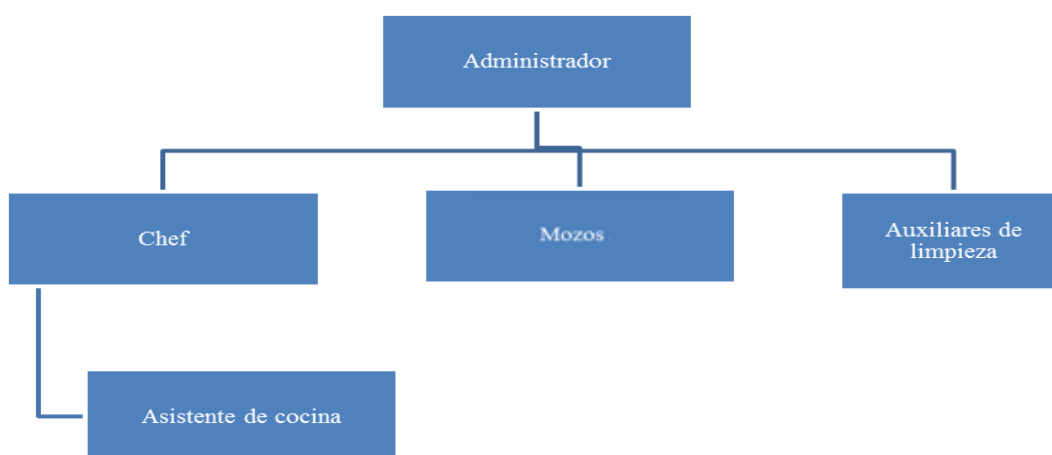 Administrador
Chef
Mozos
Auxiliares de
limpieza
Asistente de cocina